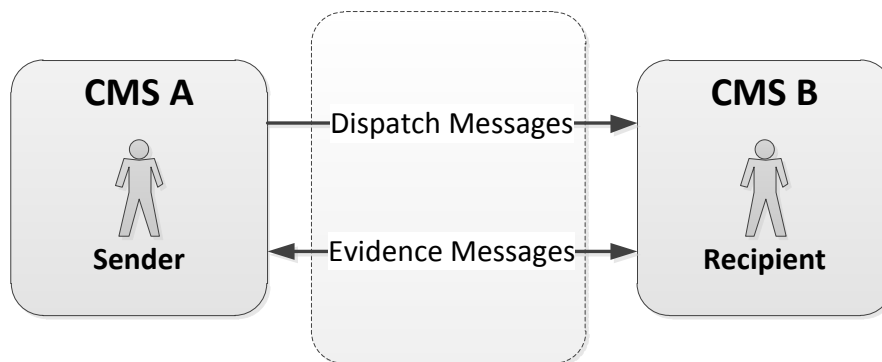 CMS A
CMS B
Dispatch Messages
Evidence Messages
Sender
Recipient